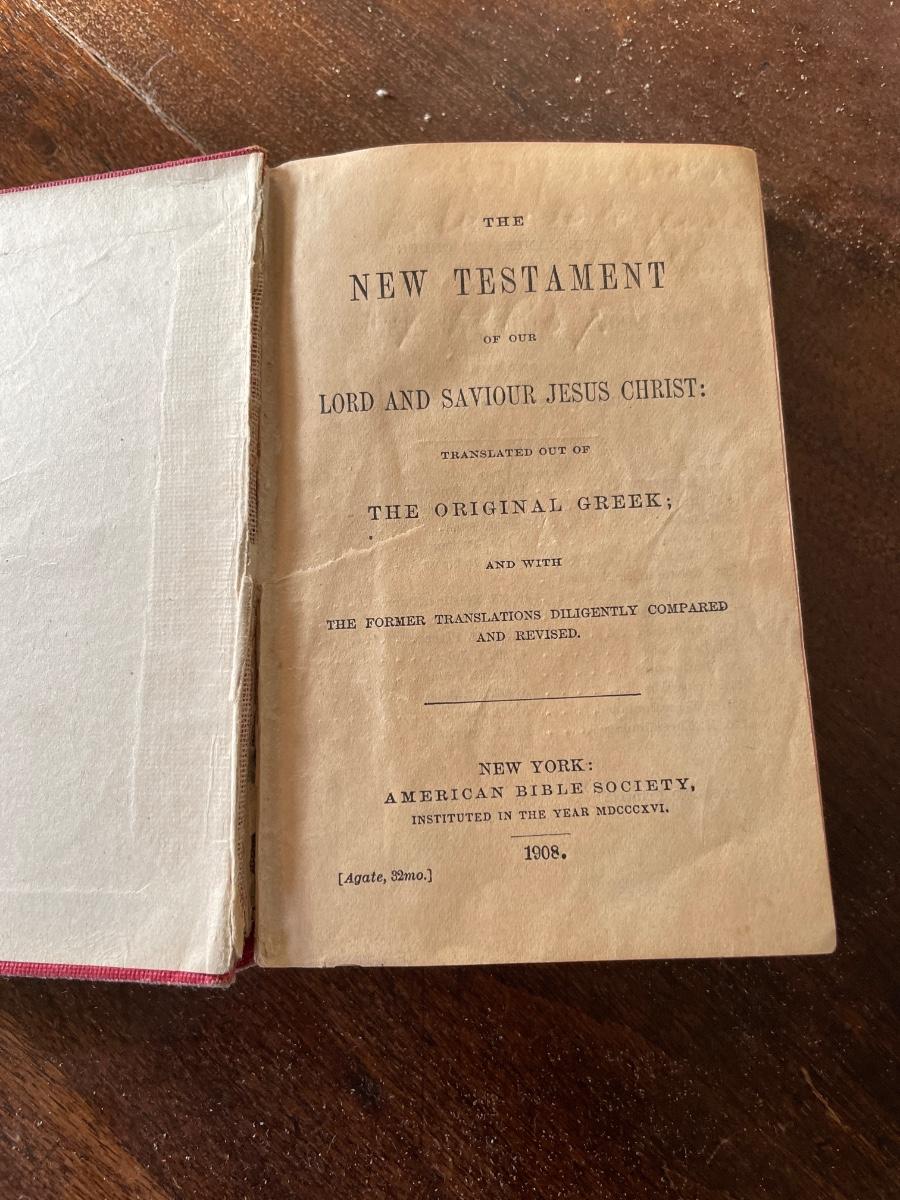 THE
NEW TESTAMENT
OF OUR
LORD AND SAVIOUR JESUS CHRIST:
TRANSLATED OUT OF
THE ORIGINAL GREEK;
AND WITH
THE FORMER TRANSLATIONS DILIGENTLY COMPARED
AND REVISED.
NEW YORK:
AMERICAN BIBLE SOCIETY,
INSTITUTED IN THE YEAR MDCCCXVI.
1908.
[Agate, 32mo.]